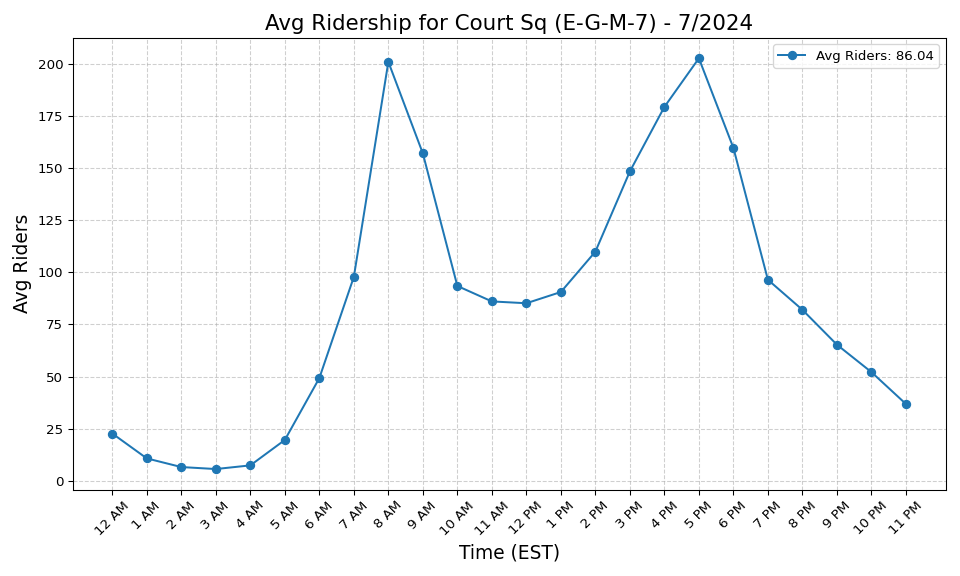 Avg Ridership for Court Sq (E-G-M-7) - 7/2024
Avg Riders: 86.04
200
175
150
125
100
75
50
25
0
Avg Riders
12 AM
1 AM
2 AM
3 AM
4 AM
5 AM
6 AM
7 AM
8 AM
9 AM
10 AM
11 AM
12 PM
1 PM
2 PM
3 PM
4 PM
5 PM
6 PM
7 PM
8 PM
9 PM
10 PM
11 PM
Time (EST)